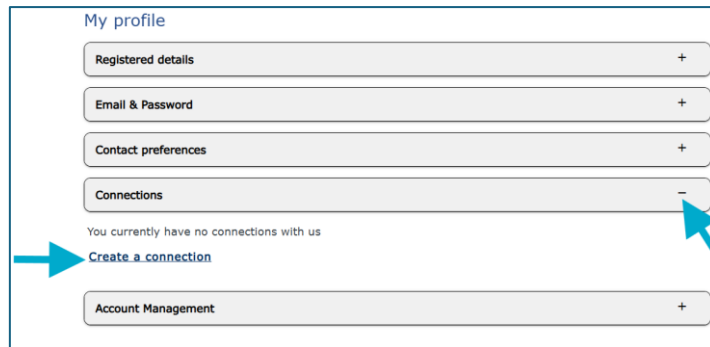 My profile
Registered details +
Email & Password +
Contact preferences +
Connections −
You currently have no connections with us
Create a connection
Account Management +